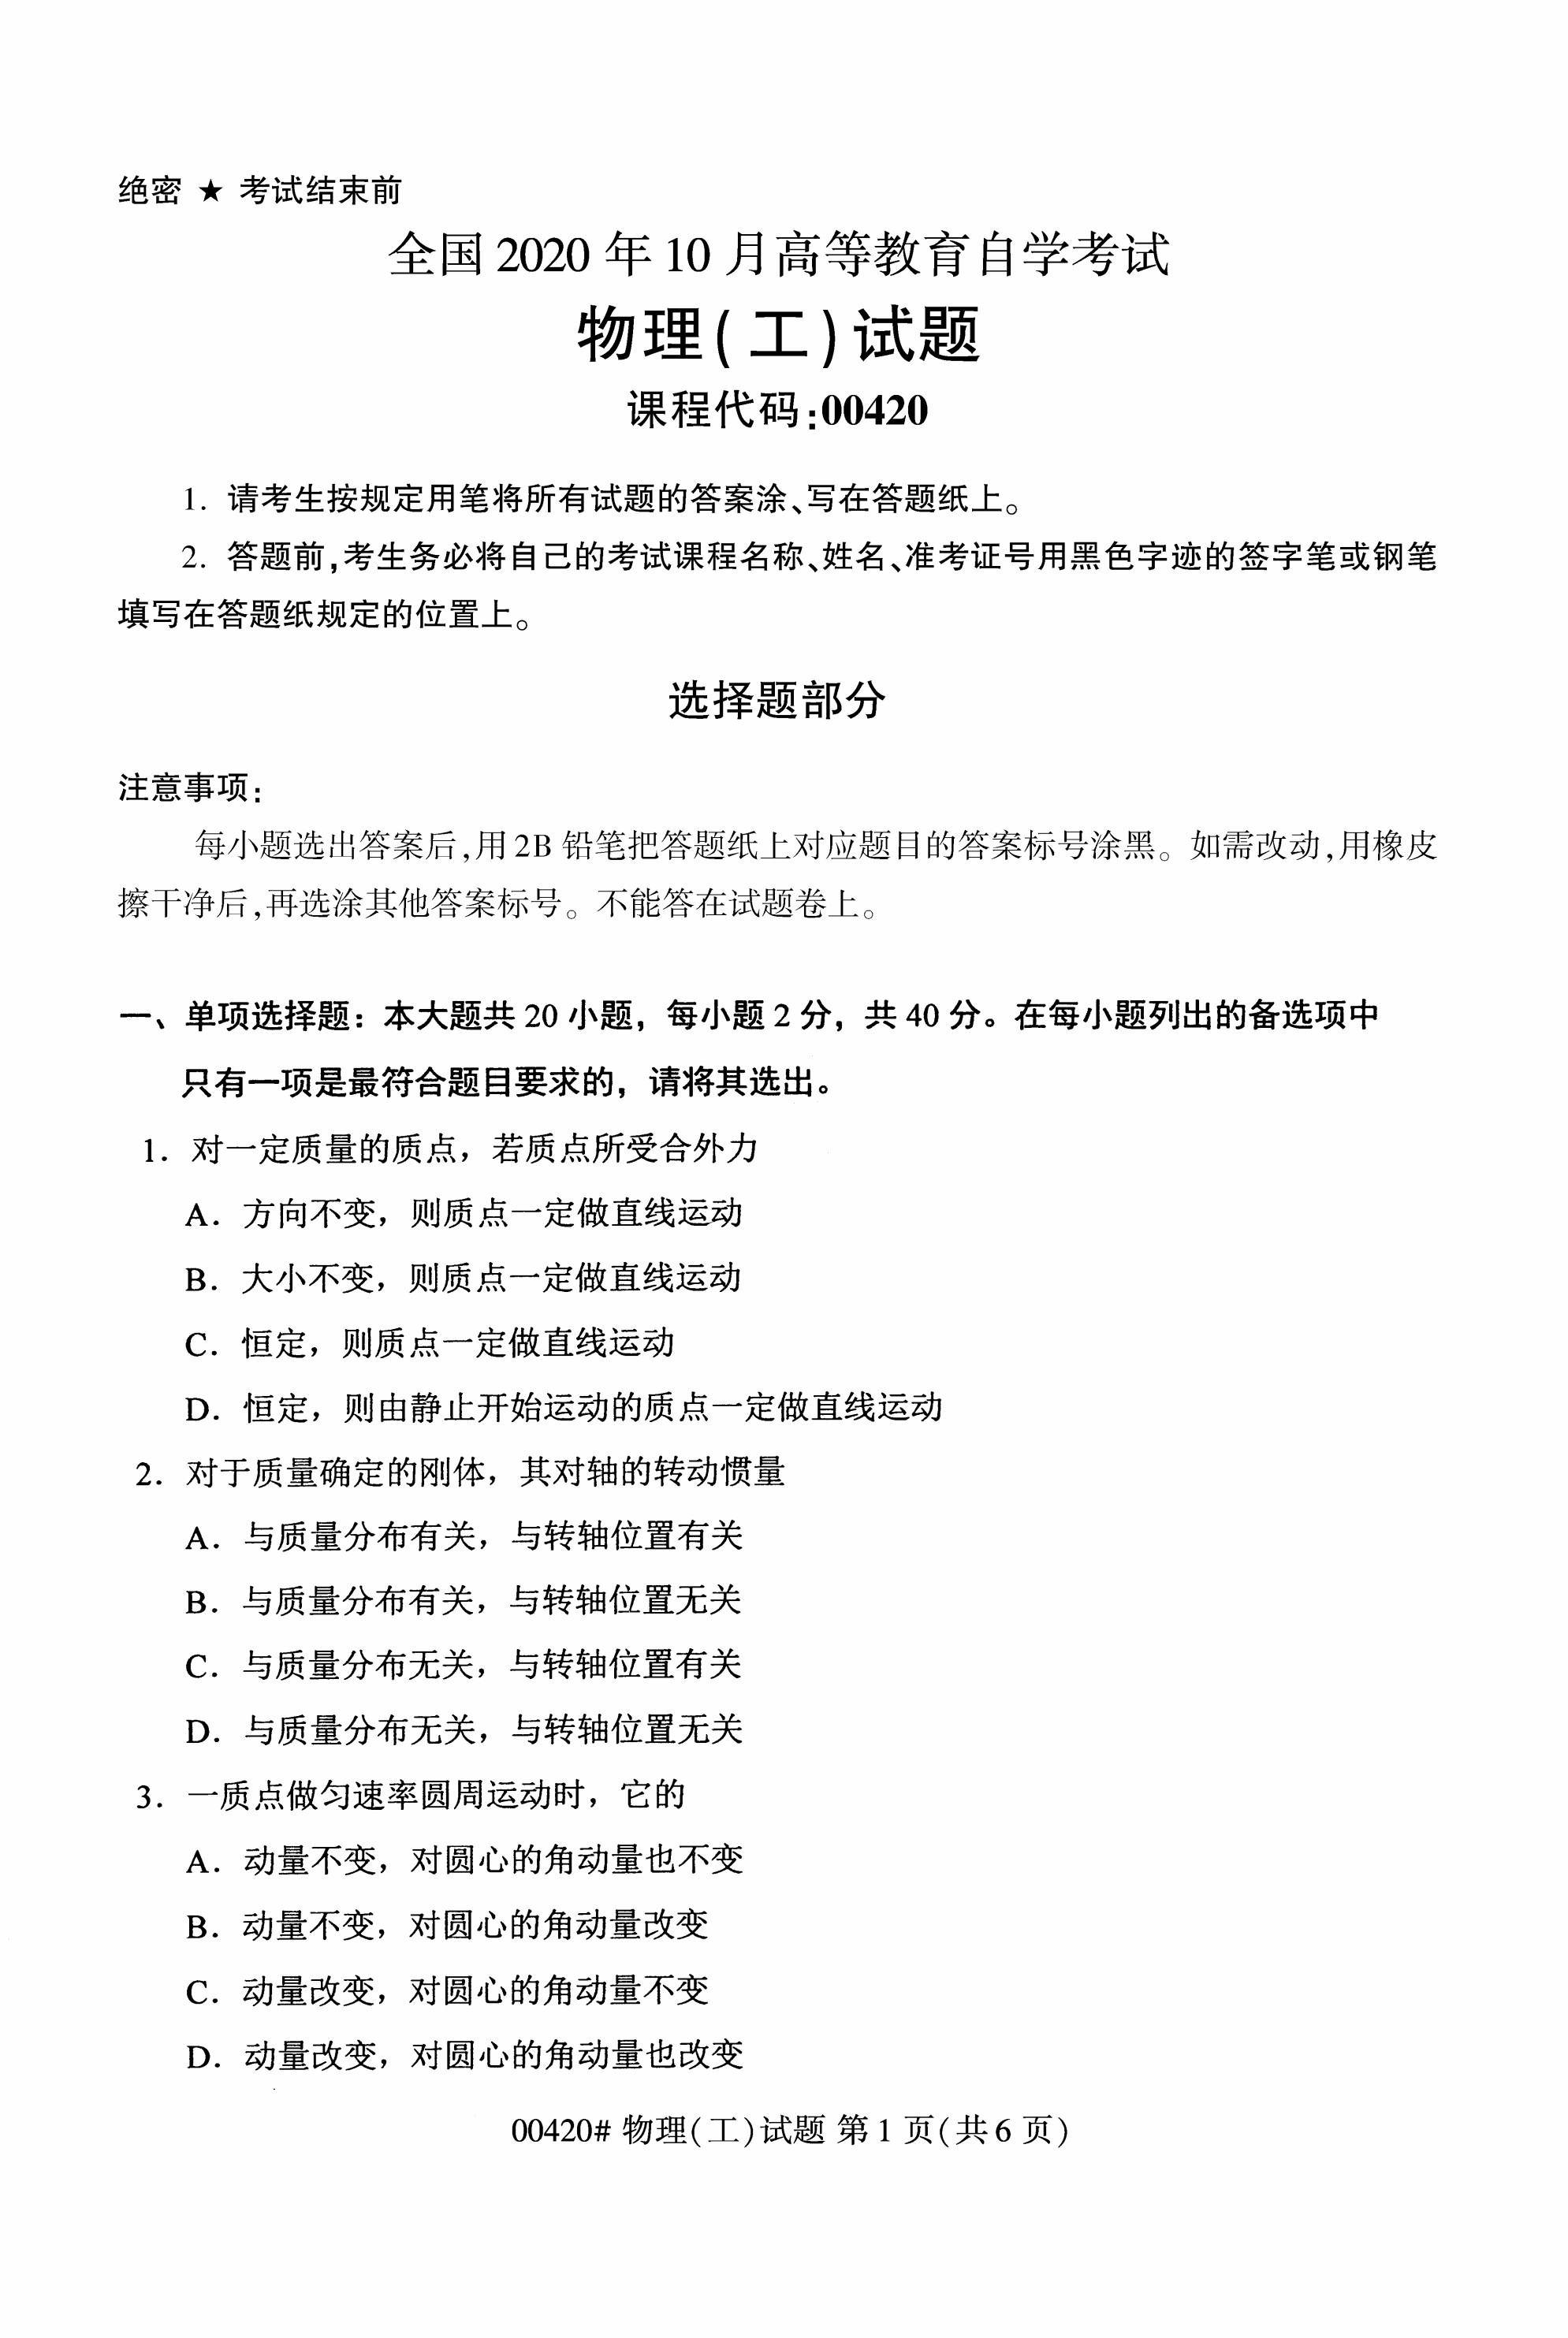 绝密 ★ 考试结束前
全国 2020 年 10 月高等教育自学考试
物理(工)试题
课程代码:00420
1. 请考生按规定用笔将所有试题的答案涂、写在答题纸上。
2. 答题前,考生务必将自己的考试课程名称、姓名、准考证号用黑色字迹的签字笔或钢笔
填写在答题纸规定的位置上。
选择题部分
注意事项:
每小题选出答案后,用 2B 铅笔把答题纸上对应题目的答案标号涂黑。如需改动,用橡皮
擦干净后,再选涂其他答案标号。不能答在试题卷上。
一、单项选择题：本大题共 20 小题，每小题 2 分，共 40 分。在每小题列出的备选项中
只有一项是最符合题目要求的，请将其选出。
1. 对一定质量的质点，若质点所受合外力
A. 方向不变，则质点一定做直线运动
B. 大小不变，则质点一定做直线运动
C. 恒定，则质点一定做直线运动
D. 恒定，则由静止开始运动的质点一定做直线运动
2. 对于质量确定的刚体，其对轴的转动惯量
A. 与质量分布有关，与转轴位置有关
B. 与质量分布有关，与转轴位置无关
C. 与质量分布无关，与转轴位置有关
D. 与质量分布无关，与转轴位置无关
3. 一质点做匀速率圆周运动时，它的
A. 动量不变，对圆心的角动量也不变
B. 动量不变，对圆心的角动量改变
C. 动量改变，对圆心的角动量不变
D. 动量改变，对圆心的角动量也改变
00420# 物理(工)试题 第 1 页(共 6 页)